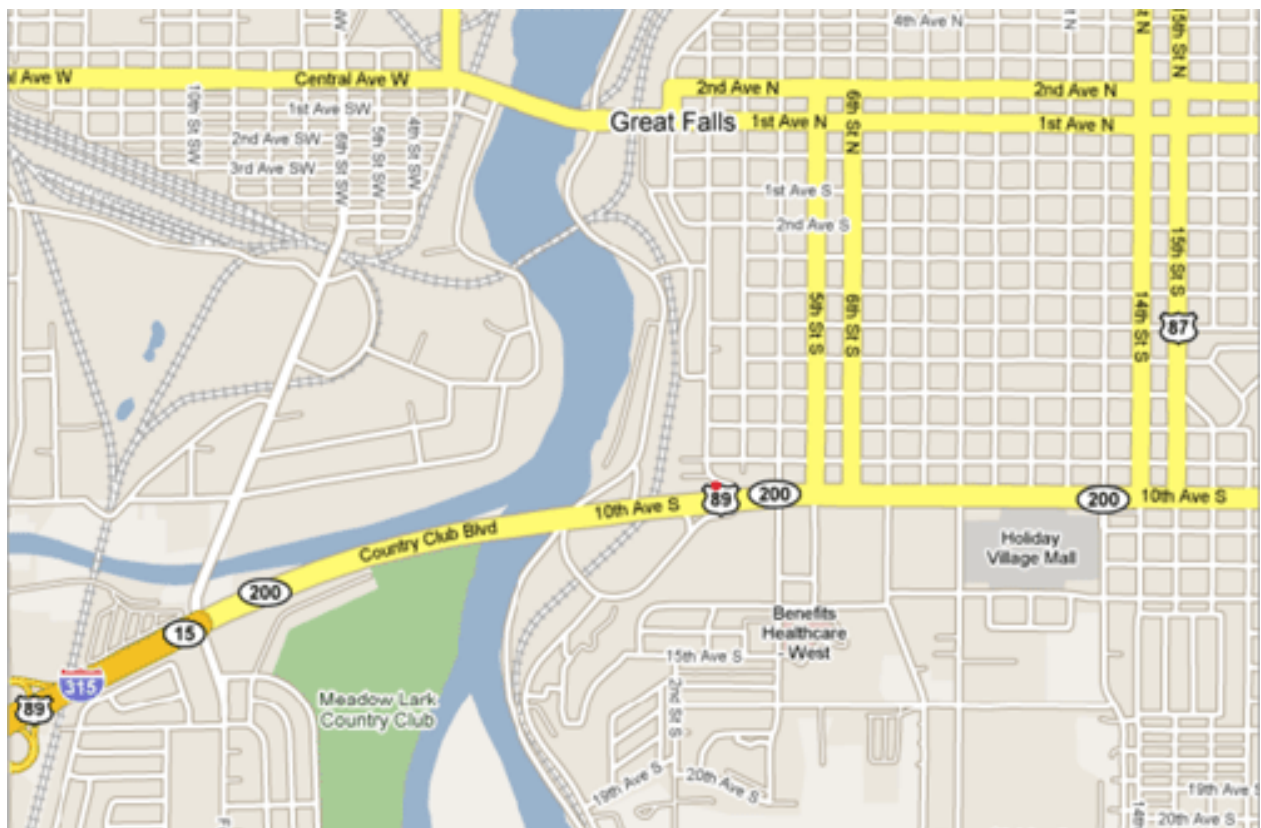 4th Ave N
al Ave W
Central Ave W
2nd Ave N
2nd Ave N
Great Falls
1st Ave N
1st Ave N
15th St N
6th St N
10th St SW
1st Ave SW
2nd Ave SW
3rd Ave SW
6th St SW
5th St SW
4th St SW
1st Ave S
2nd Ave S
5th St S
6th St S
14th St S
15th St S
87
89
200
200
10th Ave S
10th Ave S
Country Club Blvd
200
15
315
89
Holiday
Village Mall
Benefits
Healthcare
- West
15th Ave S
2nd St S
Meadow Lark
Country Club
19th Ave S
20th Ave S
19th Ave S
20th Ave S
14th